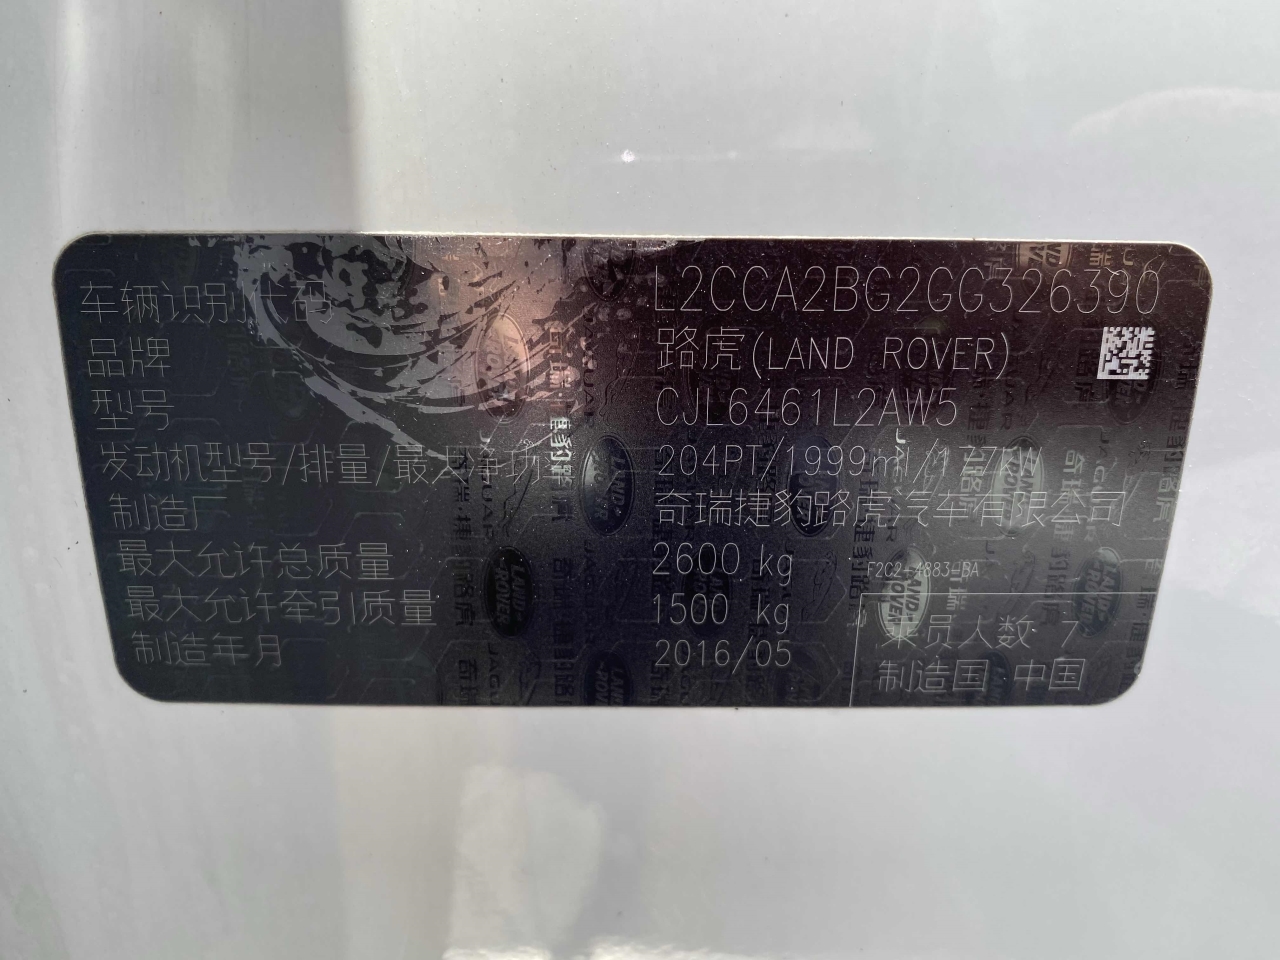 车辆识别代码 L2CCA2BG2GG326390
品牌 路虎(LAND ROVER)
型号 CJL6461L2AW5
发动机型号/排量/最大净功率 204PT/1999ml/177kW
制造厂 奇瑞捷豹路虎汽车有限公司
最大允许总质量 2600 kg
F2C2-4883-BA
最大允许牵引质量 1500 kg
乘员人数 7
制造年月 2016/05
制造国 中国